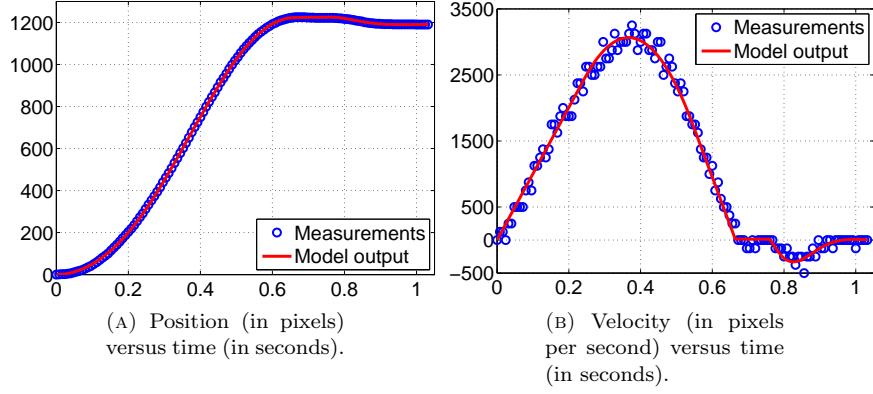 1200
1000
800
600
400
200
0
0 0.2 0.4 0.6 0.8 1
Measurements
Model output
(A) Position (in pixels)
versus time (in seconds).
3500
2500
1500
500
0
−500
0 0.2 0.4 0.6 0.8 1
Measurements
Model output
(B) Velocity (in pixels
per second) versus time
(in seconds).